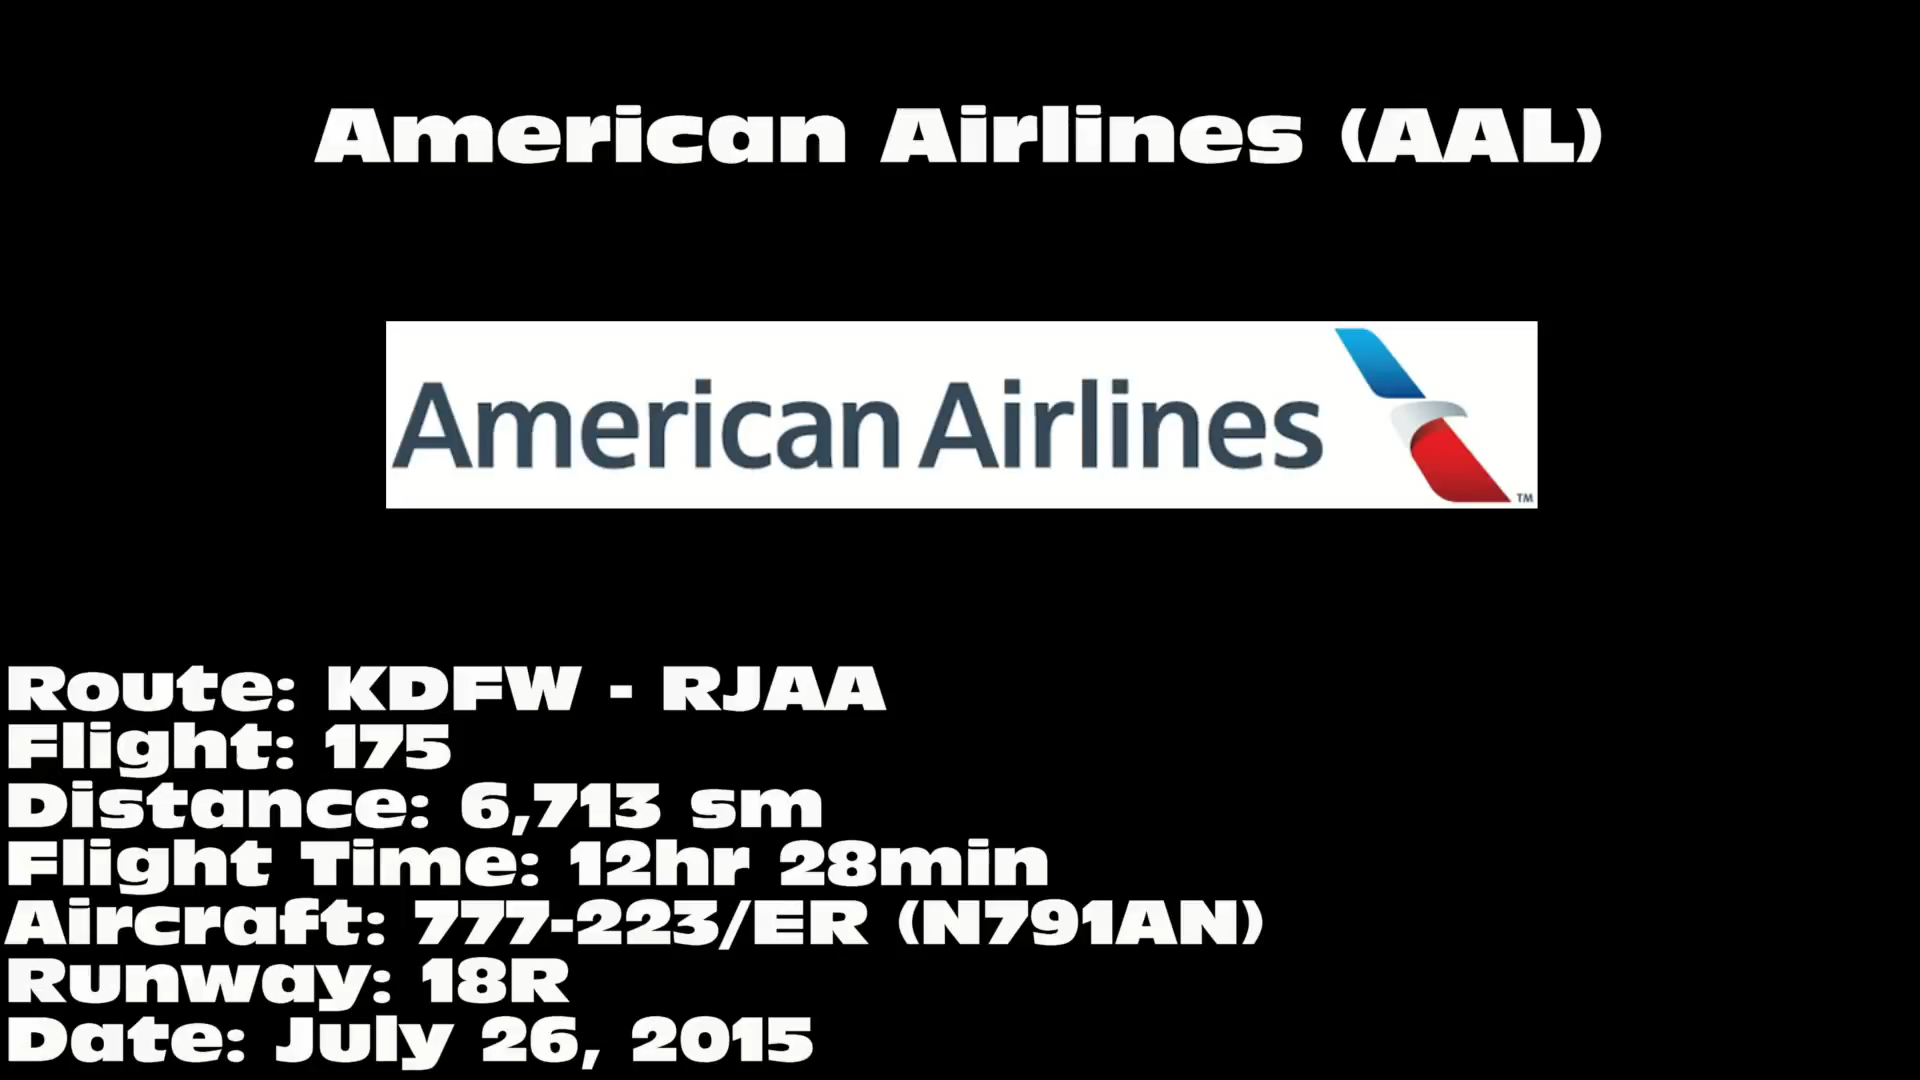 American Airlines (AAL)
American Airlines
TM
Route: KDFW - RJAA
Flight: 175
Distance: 6,713 sm
Flight Time: 12hr 28min
Aircraft: 777-223/ER (N791AN)
Runway: 18R
Date: July 26, 2015